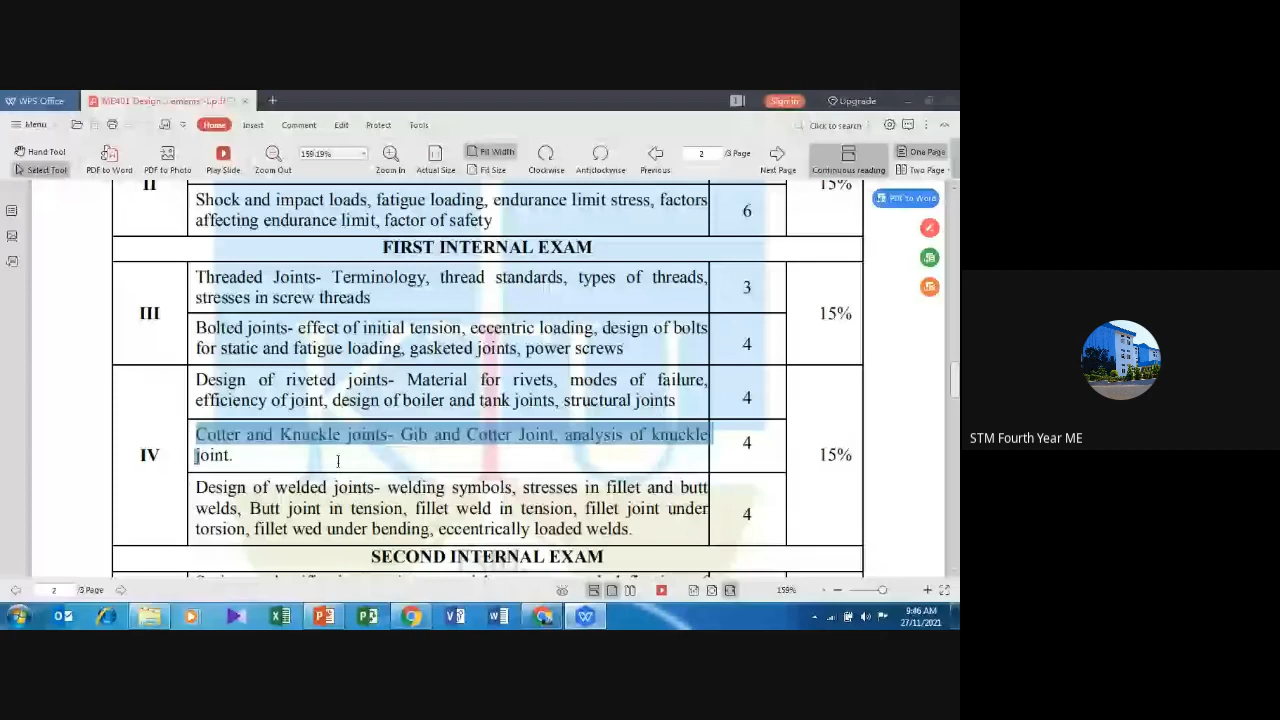 WPS Office
ME401 Design ...ements -Lp.pdf
Sign in
Upgrade
Menu
Home
Insert
Comment
Edit
Protect
Tools
Click to search
Hand Tool
Select Tool
PDF to Word
PDF to Photo
Play Slide
Zoom Out
159.19%
Zoom In
Actual Size
Fit Width
Fit Size
Clockwise
Anticlockwise
Previous
2
/3 Page
Next Page
Continuous reading
One Page
Two Page
PDF to Word
II
15%
Shock and impact loads, fatigue loading, endurance limit stress, factors
affecting endurance limit, factor of safety
6
FIRST INTERNAL EXAM
III
Threaded Joints- Terminology, thread standards, types of threads,
stresses in screw threads
3
15%
Bolted joints- effect of initial tension, eccentric loading, design of bolts
for static and fatigue loading, gasketed joints, power screws
4
IV
Design of riveted joints- Material for rivets, modes of failure,
efficiency of joint, design of boiler and tank joints, structural joints
4
Cotter and Knuckle joints- Gib and Cotter Joint, analysis of knuckle
joint.
4
15%
Design of welded joints- welding symbols, stresses in fillet and butt
welds, Butt joint in tension, fillet weld in tension, fillet joint under
torsion, fillet wed under bending, eccentrically loaded welds.
4
SECOND INTERNAL EXAM
2
/3 Page
159%
9:46 AM
27/11/2021
STM Fourth Year ME